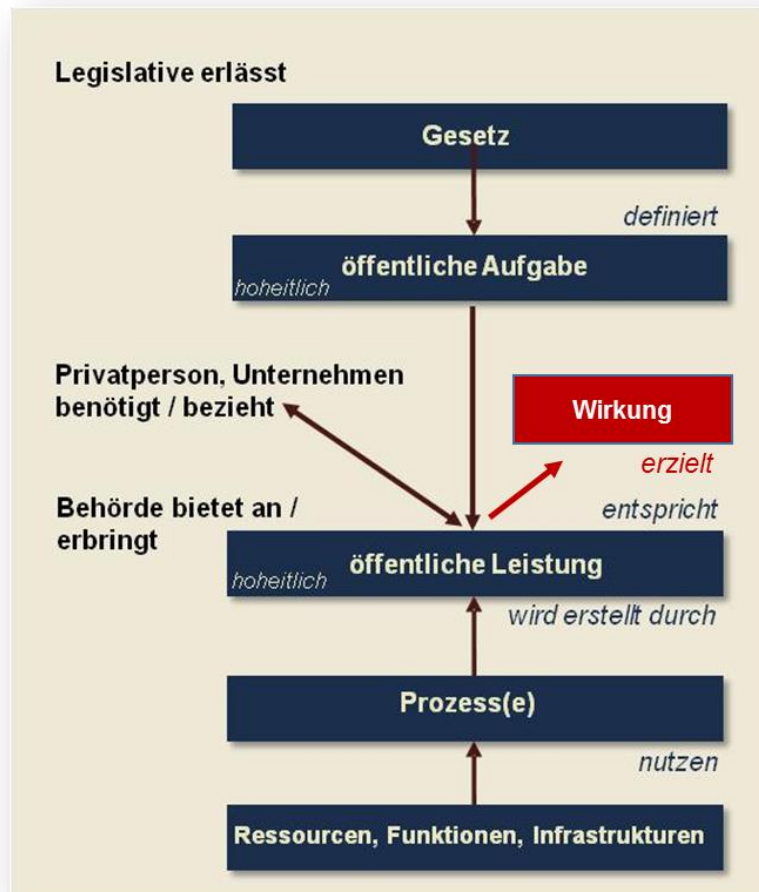 Legislative erlässt
Gesetz
definiert
öffentliche Aufgabe
hoheitlich
Privatperson, Unternehmen
benötigt / bezieht
Wirkung
erzielt
Behörde bietet an /
erbringt
entspricht
öffentliche Leistung
hoheitlich
wird erstellt durch
Prozess(e)
nutzen
Ressourcen, Funktionen, Infrastrukturen